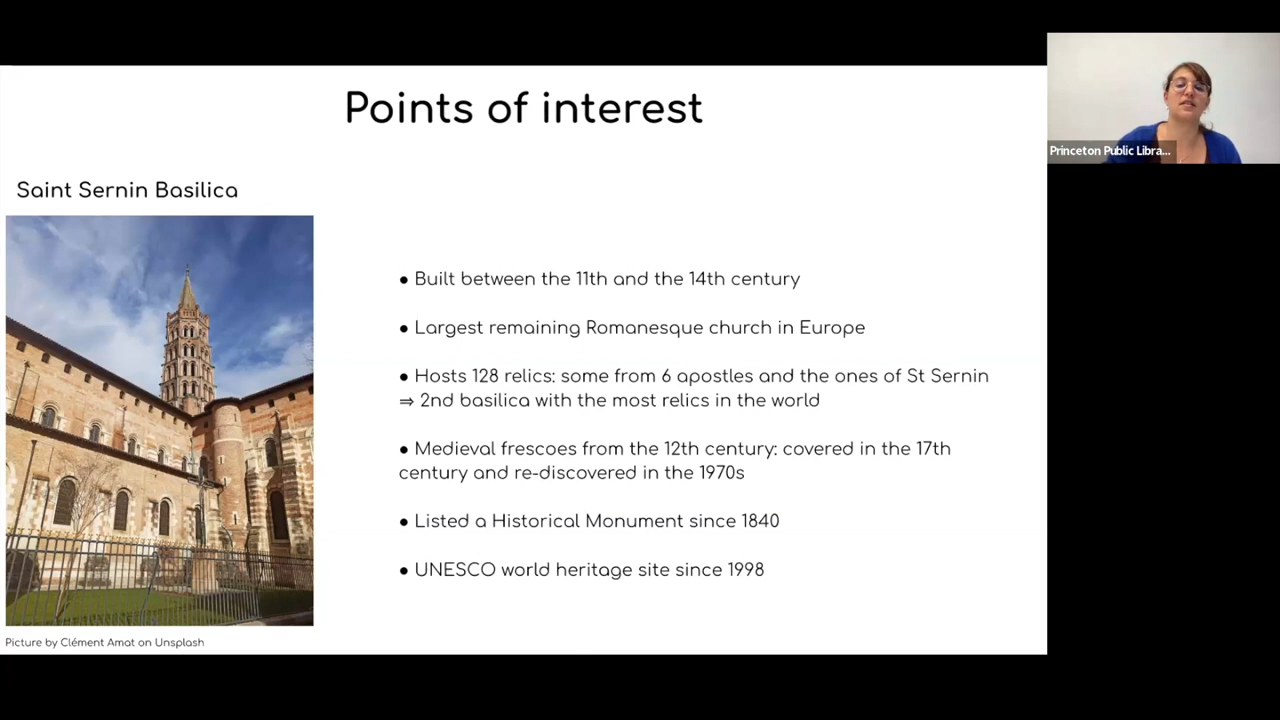 Points of interest
Saint Sernin Basilica
● Built between the 11th and the 14th century
● Largest remaining Romanesque church in Europe
● Hosts 128 relics: some from 6 apostles and the ones of St Sernin
⇒ 2nd basilica with the most relics in the world
● Medieval frescoes from the 12th century: covered in the 17th
century and re-discovered in the 1970s
● Listed a Historical Monument since 1840
● UNESCO world heritage site since 1998
Picture by Clément Amat on Unsplash
Princeton Public Libra...